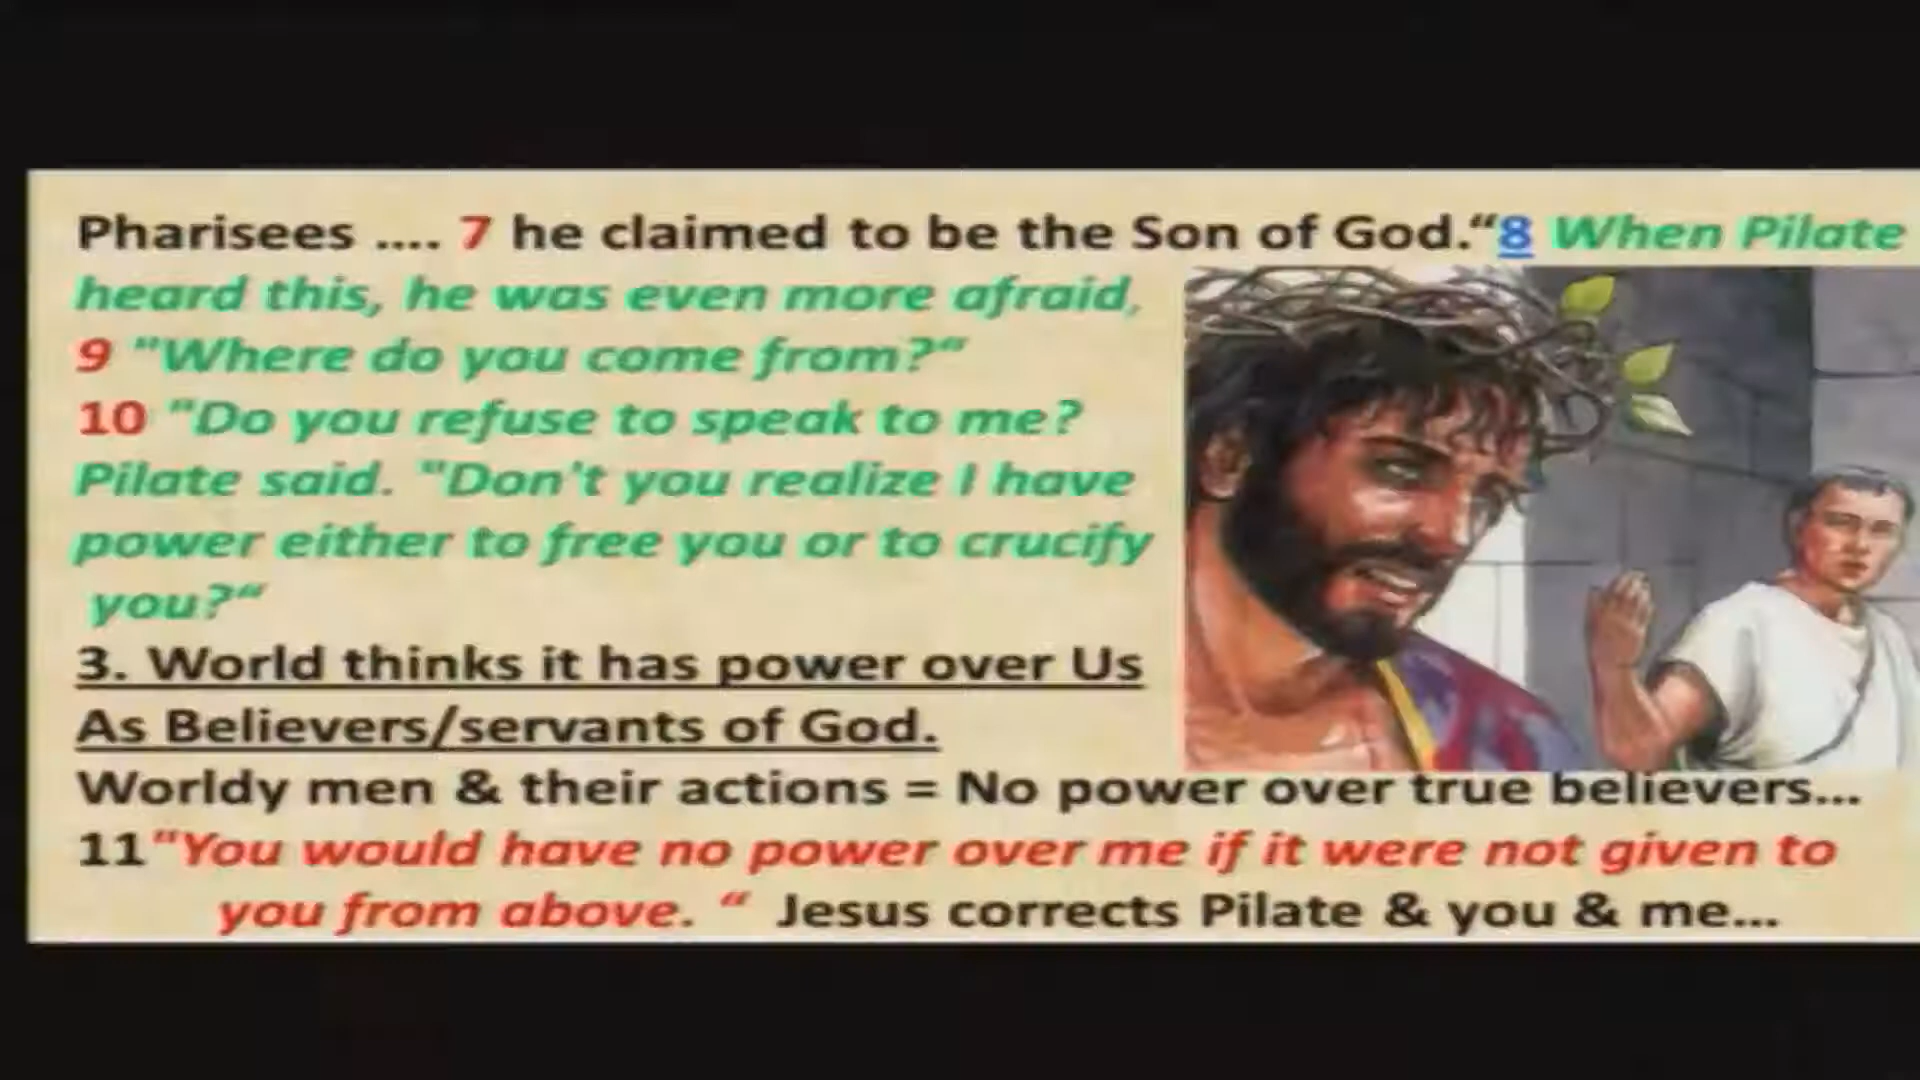 Pharisees .... 7 he claimed to be the Son of God.“8 When Pilate
heard this, he was even more afraid,
9 "Where do you come from?“
10 "Do you refuse to speak to me?
Pilate said. "Don't you realize I have
power either to free you or to crucify
you?“
3. World thinks it has power over Us
As Believers/servants of God.
Worldy men & their actions = No power over true believers...
11"You would have no power over me if it were not given to
you from above. “ Jesus corrects Pilate & you & me...